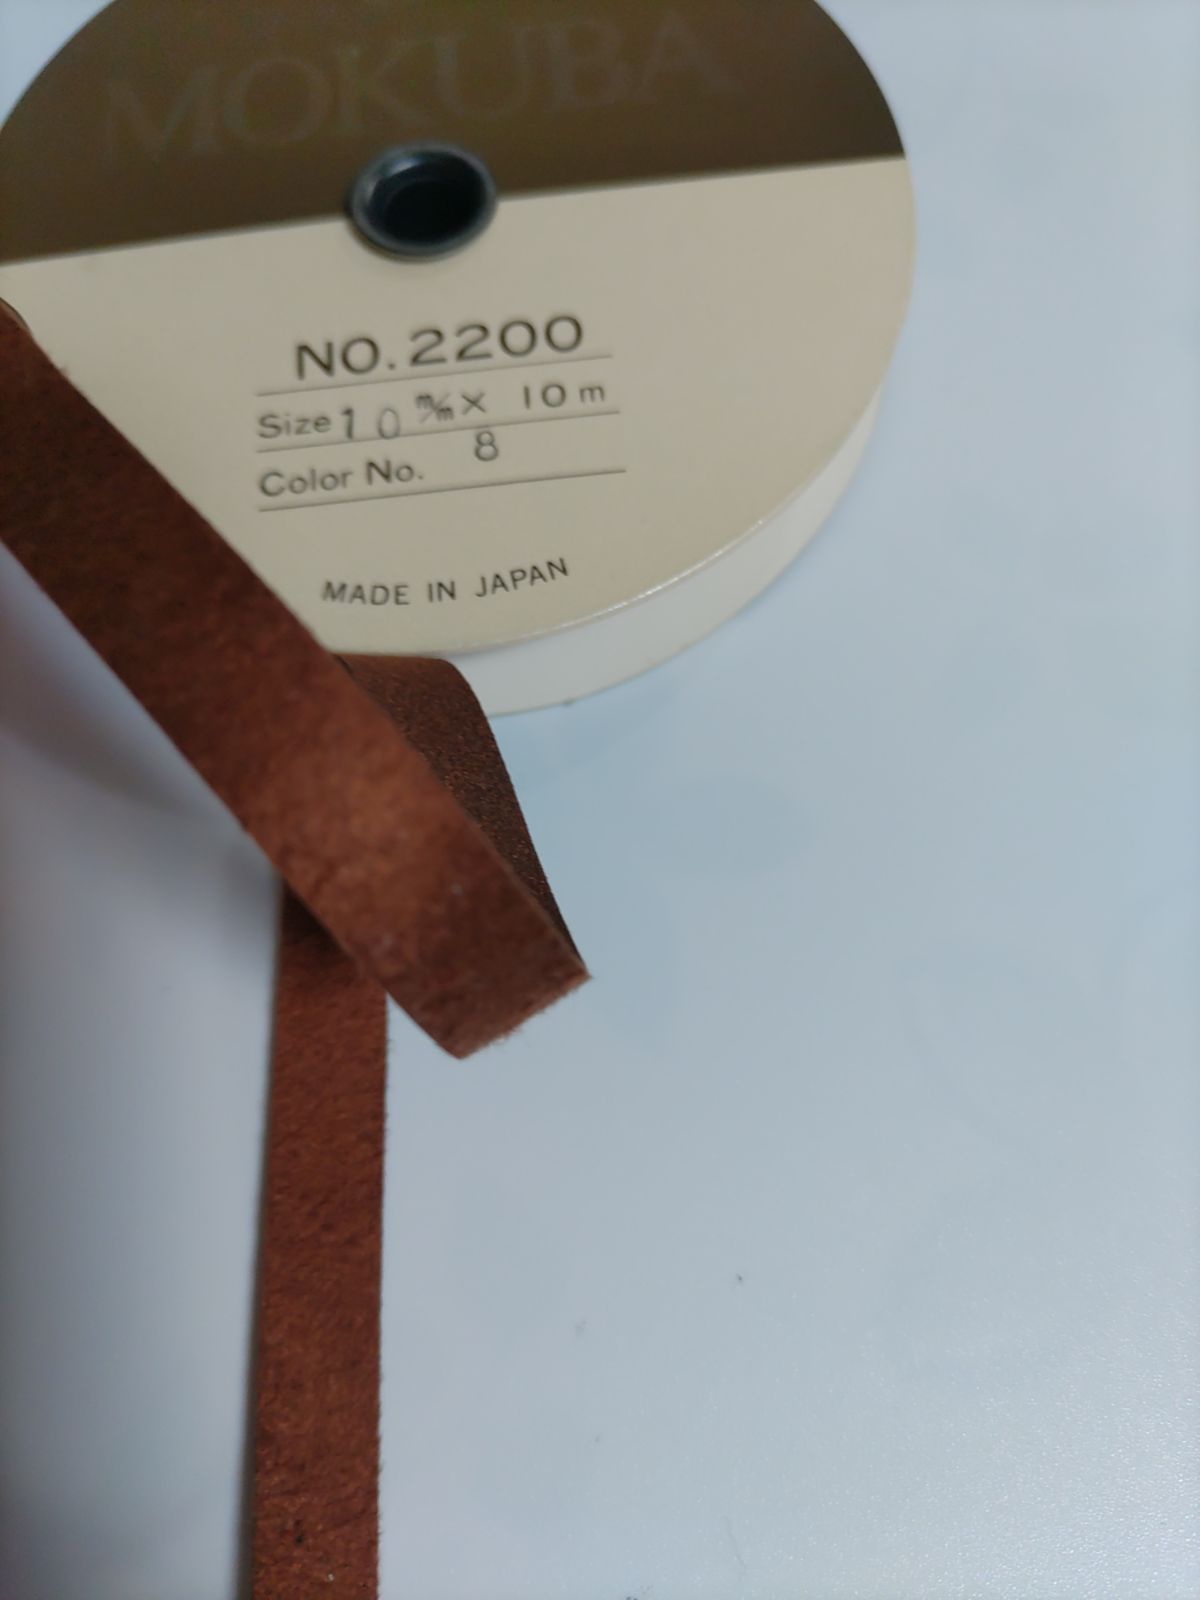 MOKUBA
NO.2200
Size 10 m/m × 10 m
Color No. 8
MADE IN JAPAN